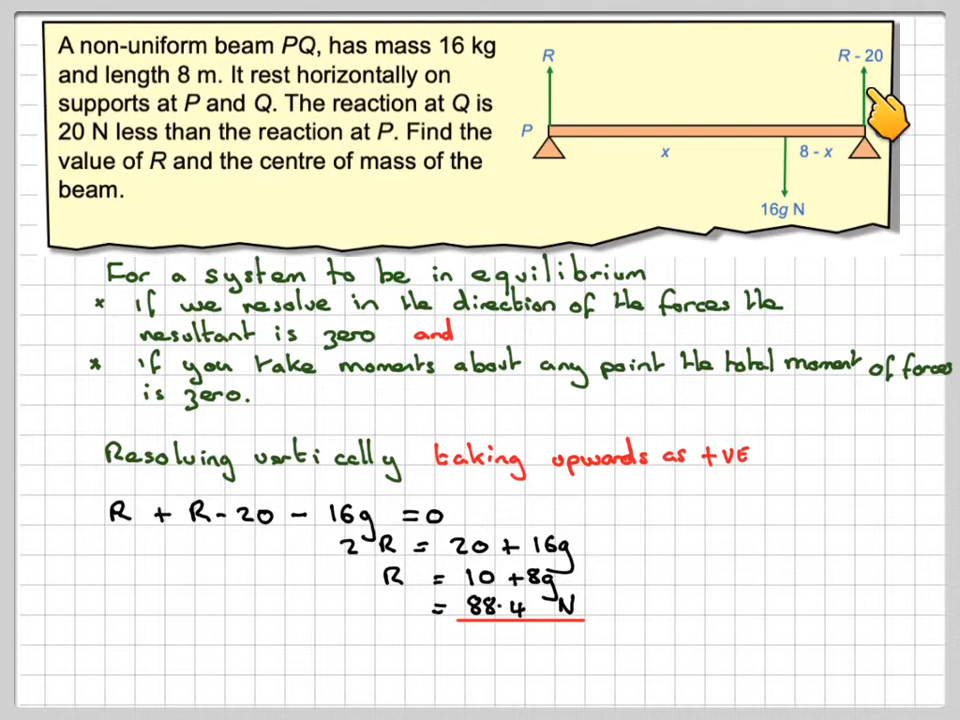 A non-uniform beam PQ, has mass 16 kg
and length 8 m. It rest horizontally on
supports at P and Q. The reaction at Q is
20 N less than the reaction at P. Find the
value of R and the centre of mass of the
beam.
R
R - 20
P
x
8 - x
16g N
For a system to be in equilibrium
* if we resolve in the direction of the forces the
resultant is zero and
* if you take moments about any point the total moment of forces
is zero.
Resolving vertically taking upwards as +VE
R + R - 20 - 16g = 0
2R = 20 + 16g
R = 10 + 8g
= 88.4 N